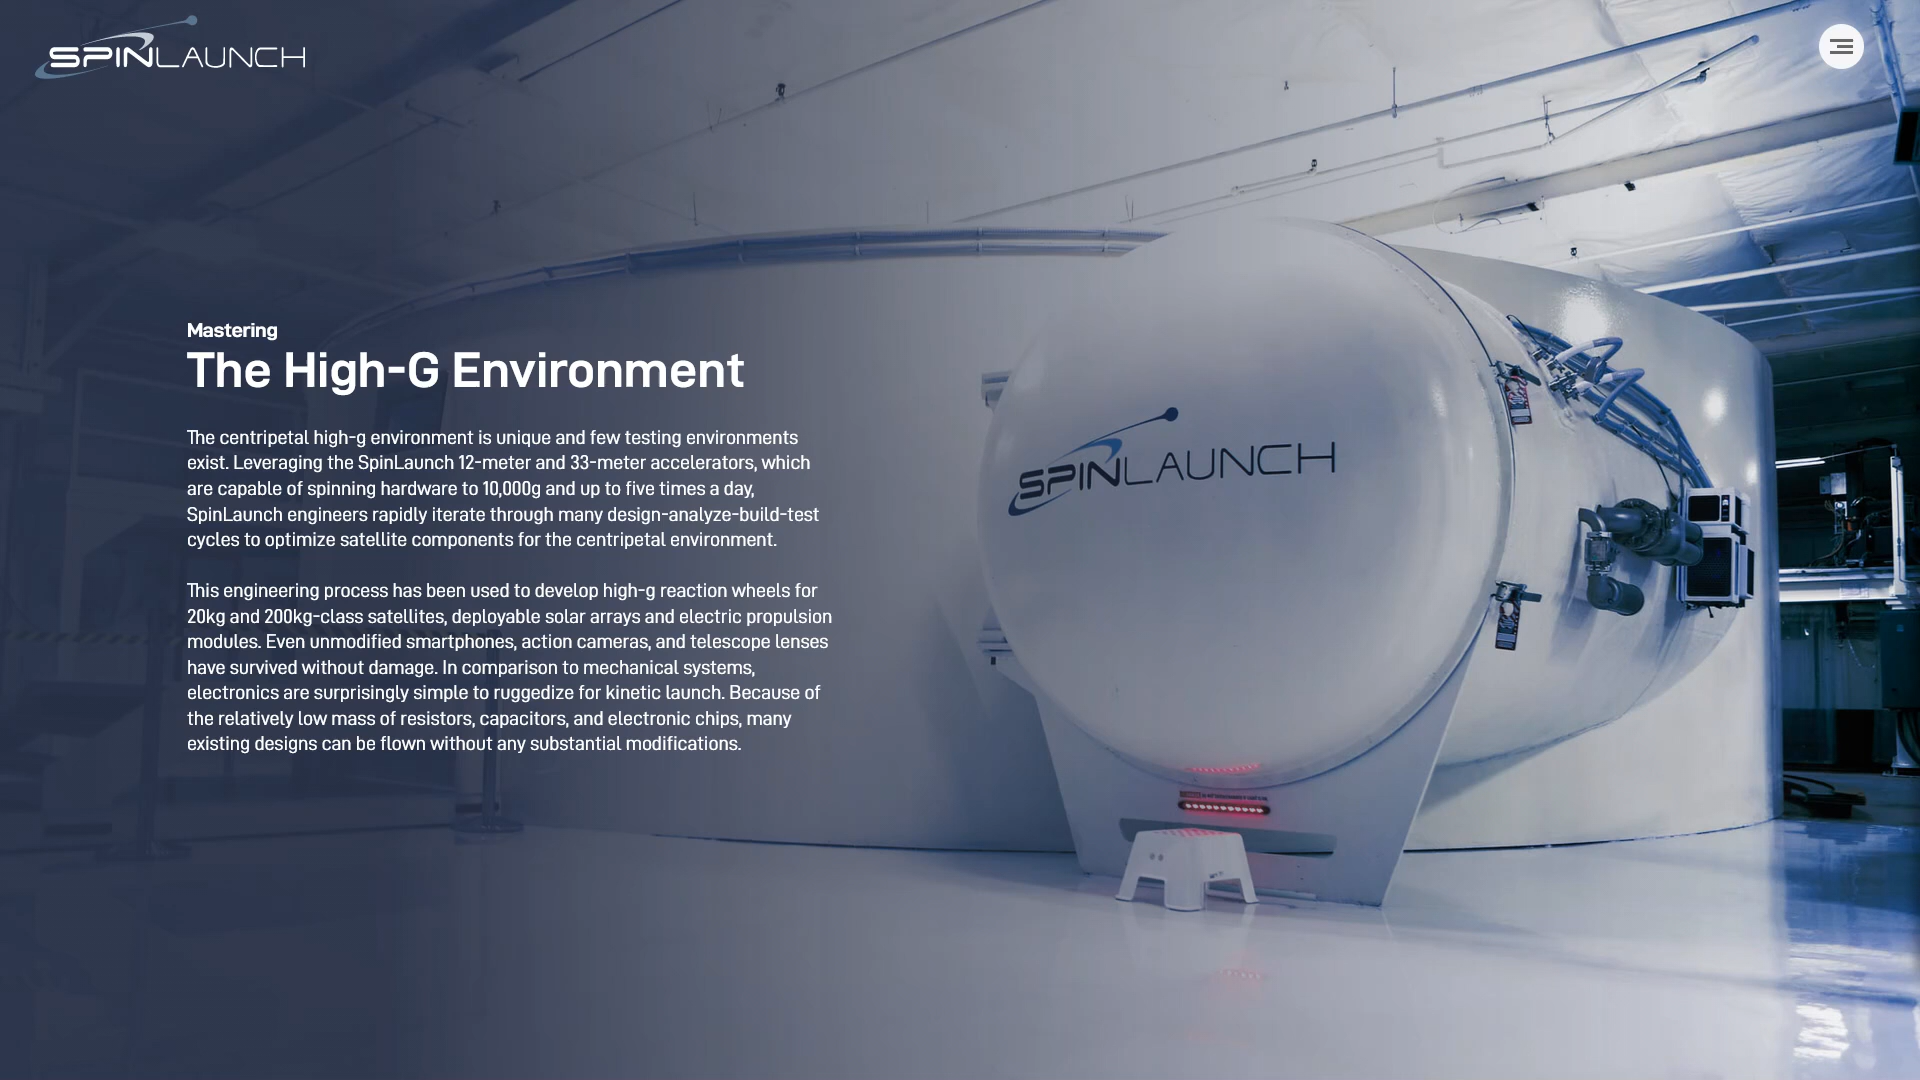 SPINLAUNCH
Mastering
The High-G Environment
The centripetal high-g environment is unique and few testing environments
exist. Leveraging the SpinLaunch 12-meter and 33-meter accelerators, which
are capable of spinning hardware to 10,000g and up to five times a day,
SpinLaunch engineers rapidly iterate through many design-analyze-build-test
cycles to optimize satellite components for the centripetal environment.
This engineering process has been used to develop high-g reaction wheels for
20kg and 200kg-class satellites, deployable solar arrays and electric propulsion
modules. Even unmodified smartphones, action cameras, and telescope lenses
have survived without damage. In comparison to mechanical systems,
electronics are surprisingly simple to ruggedize for kinetic launch. Because of
the relatively low mass of resistors, capacitors, and electronic chips, many
existing designs can be flown without any substantial modifications.
SPINLAUNCH